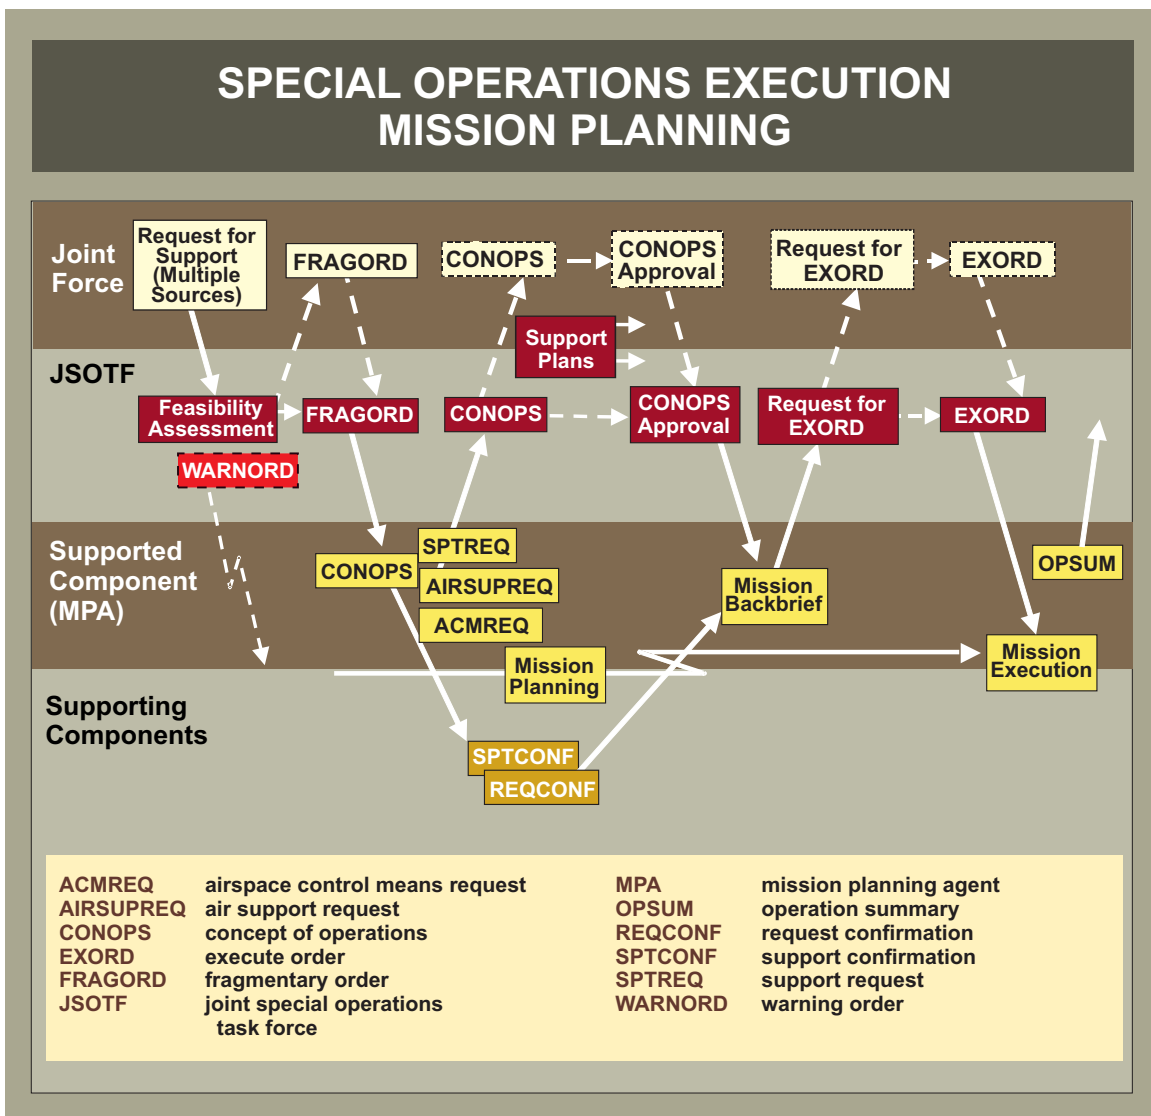 SPECIAL OPERATIONS EXECUTION
MISSION PLANNING
Joint
Force
Request for
Support
(Multiple
Sources)
FRAGORD
CONOPS
CONOPS
Approval
Request for
EXORD
EXORD
Support
Plans
JSOTF
Feasibility
Assessment
FRAGORD
CONOPS
CONOPS
Approval
Request for
EXORD
EXORD
WARNORD
Supported
Component
(MPA)
CONOPS
SPTREQ
AIRSUPREQ
ACMREQ
Mission
Backbrief
OPSUM
Mission
Planning
Mission
Execution
Supporting
Components
SPTCONF
REQCONF
ACMREQ airspace control means request
AIRSUPREQ air support request
CONOPS concept of operations
EXORD execute order
FRAGORD fragmentary order
JSOTF joint special operations
task force
MPA mission planning agent
OPSUM operation summary
REQCONF request confirmation
SPTCONF support confirmation
SPTREQ support request
WARNORD warning order